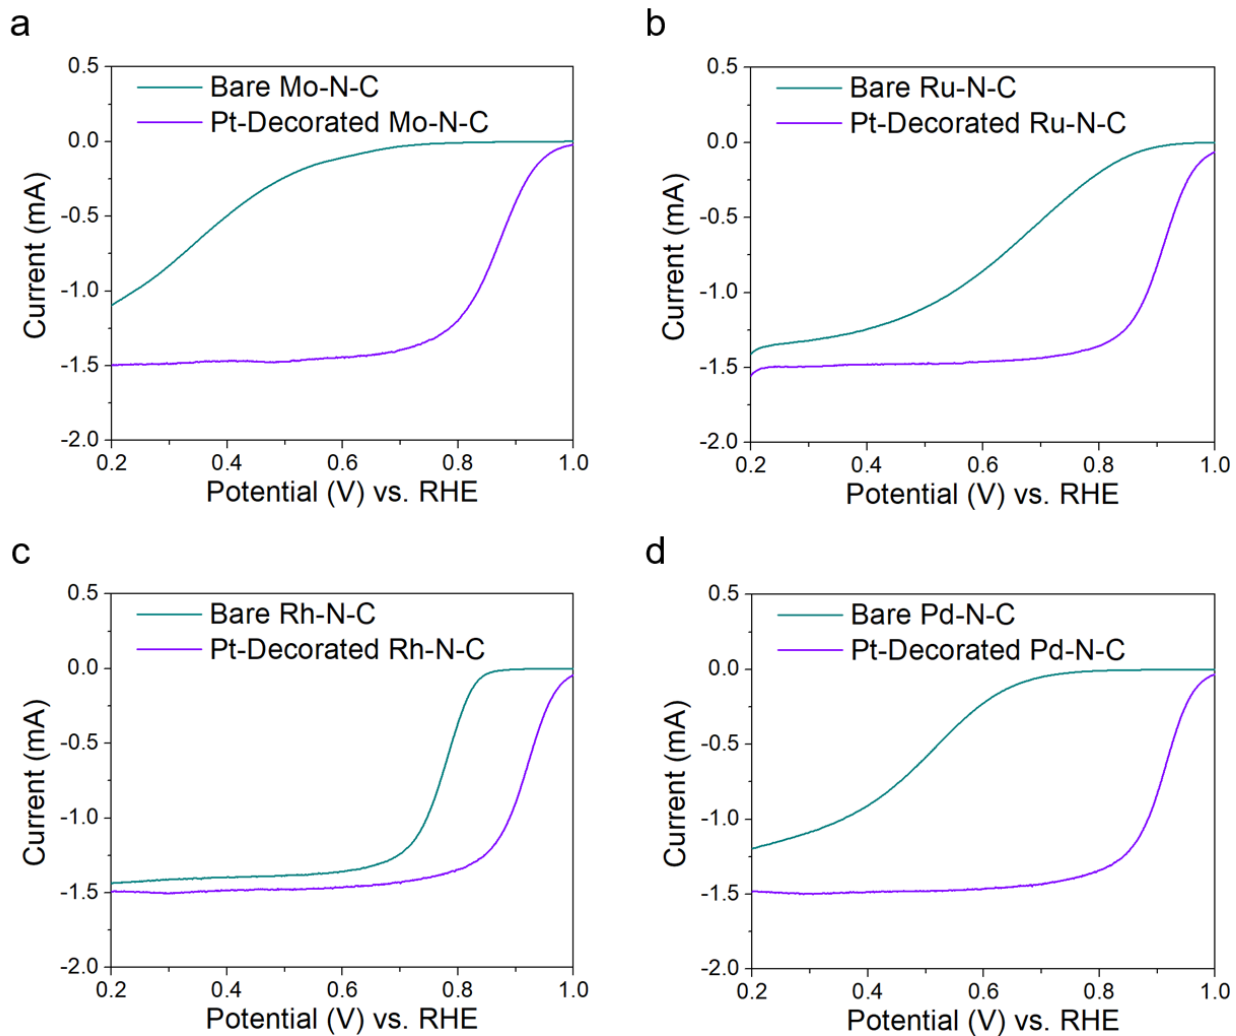 a
0.5
0.0
-0.5
-1.0
-1.5
-2.0
Current (mA)
Bare Mo-N-C
Pt-Decorated Mo-N-C
0.2 0.4 0.6 0.8 1.0
Potential (V) vs. RHE
b
0.5
0.0
-0.5
-1.0
-1.5
-2.0
Current (mA)
Bare Ru-N-C
Pt-Decorated Ru-N-C
0.2 0.4 0.6 0.8 1.0
Potential (V) vs. RHE
c
0.5
0.0
-0.5
-1.0
-1.5
-2.0
Current (mA)
Bare Rh-N-C
Pt-Decorated Rh-N-C
0.2 0.4 0.6 0.8 1.0
Potential (V) vs. RHE
d
0.5
0.0
-0.5
-1.0
-1.5
-2.0
Current (mA)
Bare Pd-N-C
Pt-Decorated Pd-N-C
0.2 0.4 0.6 0.8 1.0
Potential (V) vs. RHE